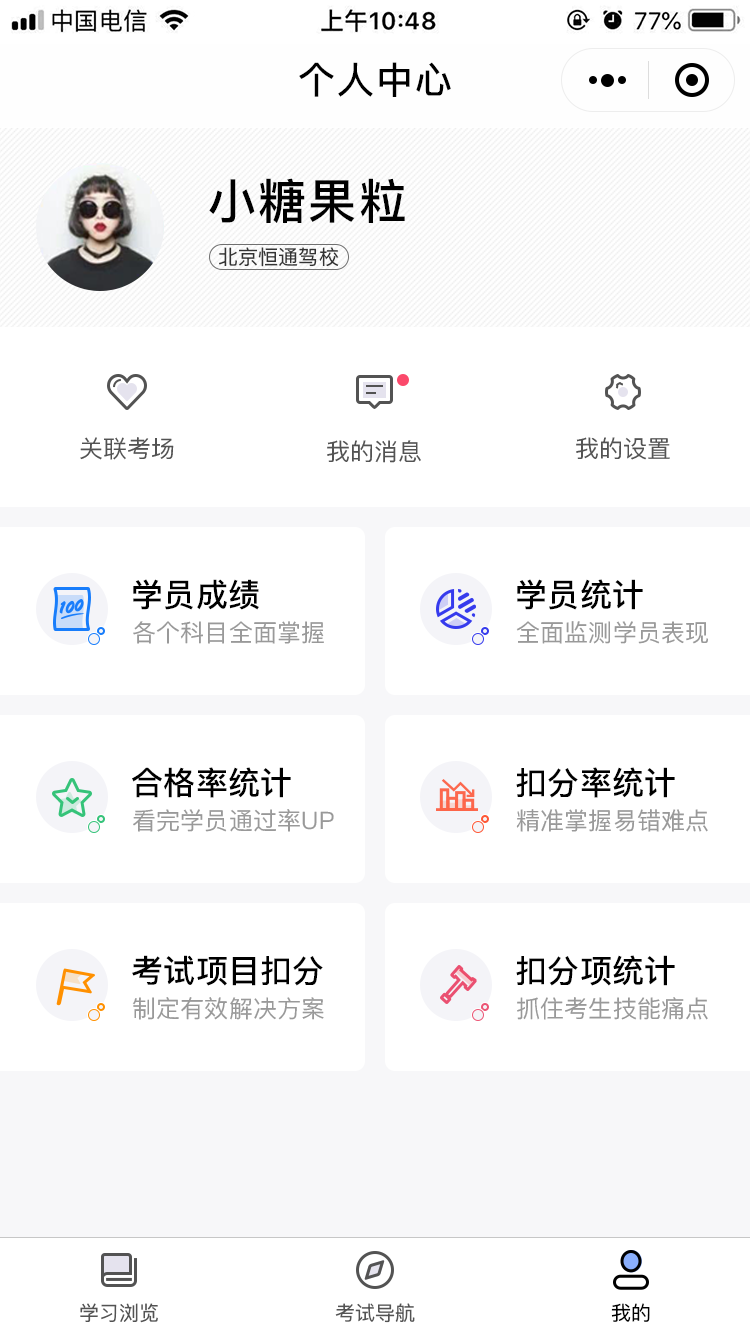 中国电信 上午10:48 77%
个人中心
小糖果粒
北京恒通驾校
关联考场 我的消息 我的设置
学员成绩 学员统计
各个科目全面掌握 全面监测学员表现
100
合格率统计 扣分率统计
看完学员通过率UP 精准掌握易错难点
考试项目扣分 扣分项统计
制定有效解决方案 抓住考生技能痛点
学习浏览 考试导航 我的